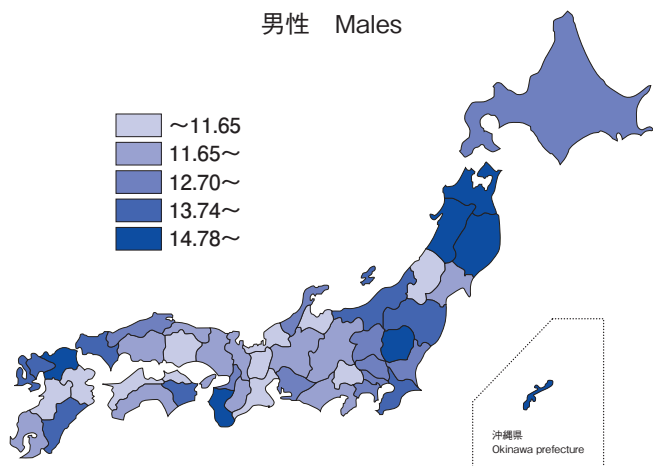 男性　Males
～11.65
11.65～
12.70～
13.74～
14.78～
沖縄県
Okinawa prefecture